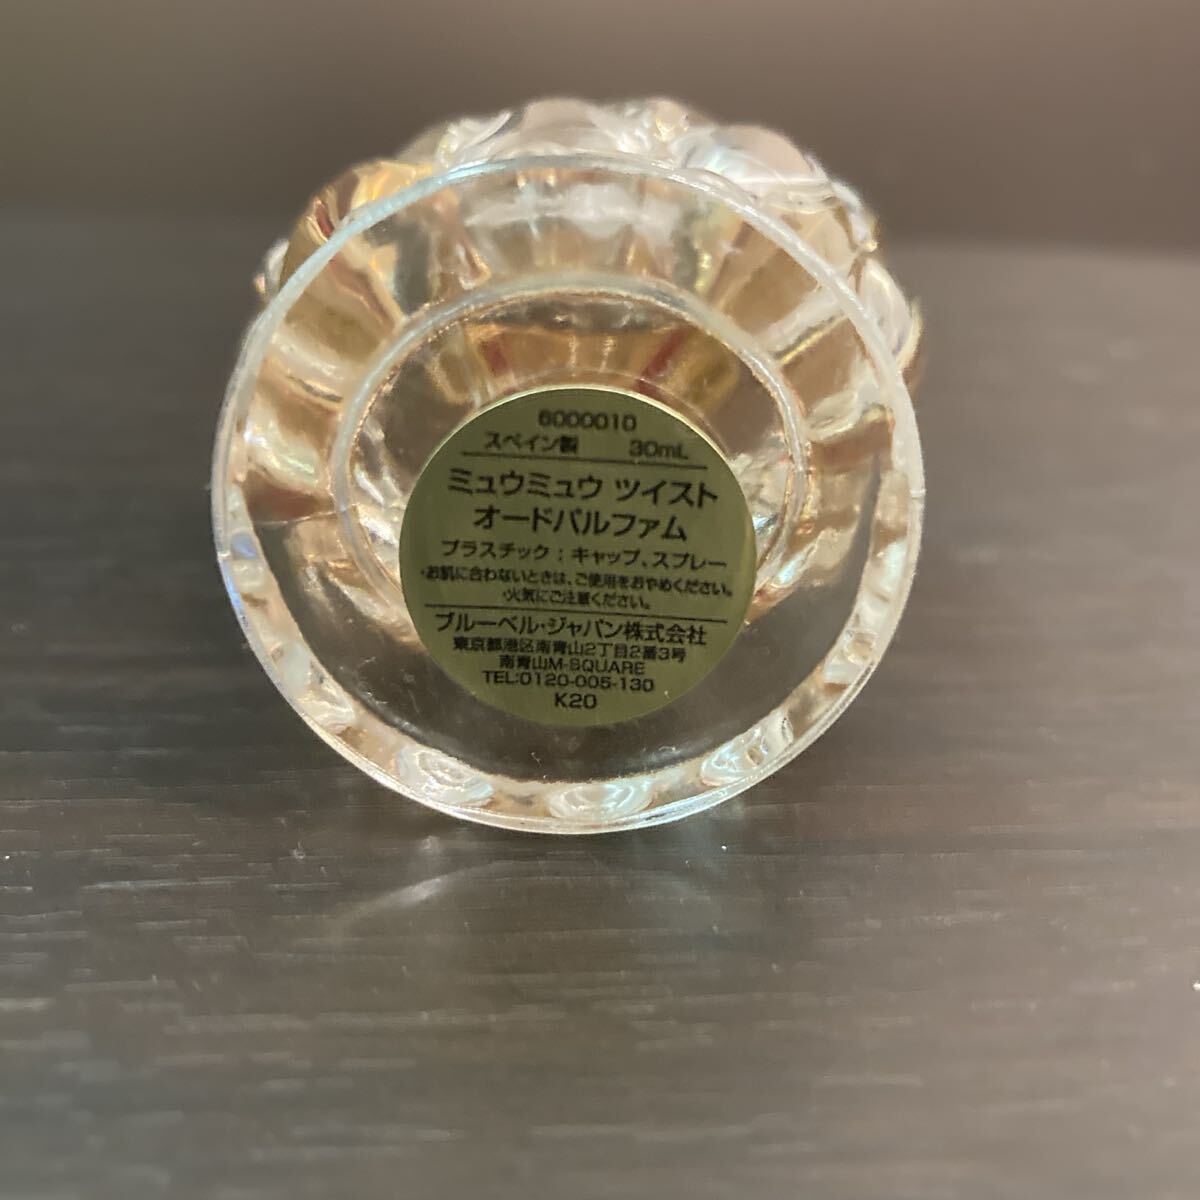 6000010
スペイン製 30mL
ミュウミュウ ツイスト
オードパルファム
プラスチック：キャップ、スプレー
・お肌に合わないときは、ご使用をおやめください。
・火気にご注意ください。
ブルーベル・ジャパン株式会社
東京都港区南青山2丁目2番3号
南青山M-SQUARE
TEL:0120-005-130
K20